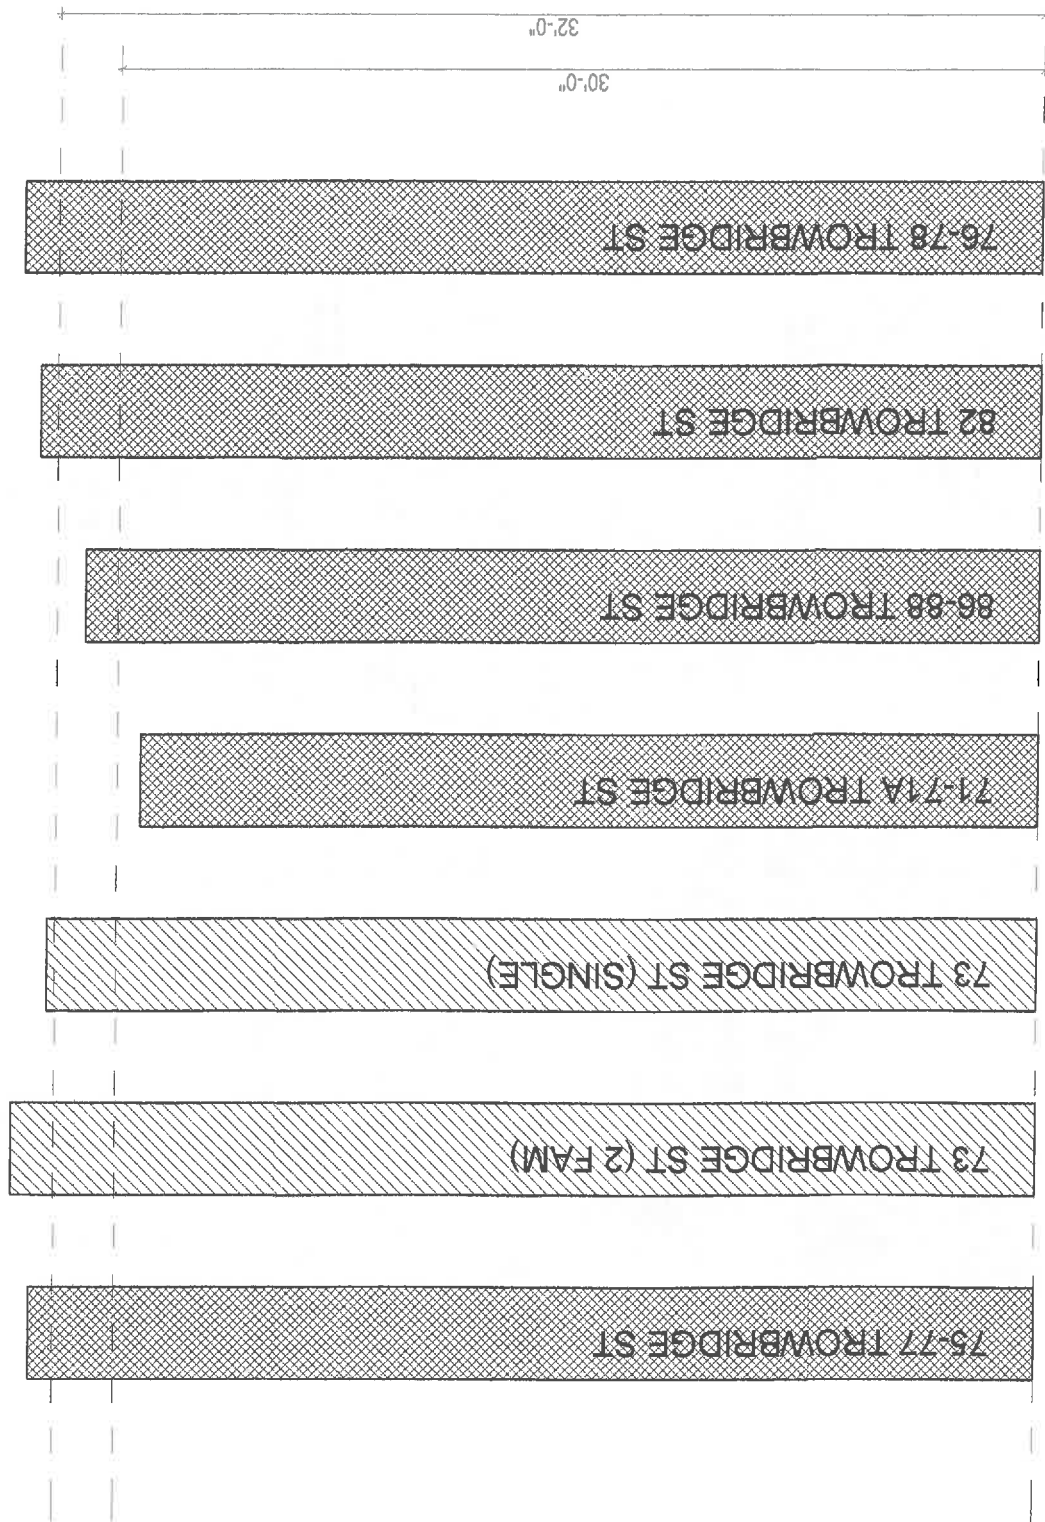 75-77 TROWBRIDGE ST
73 TROWBRIDGE ST (2 FAM)
73 TROWBRIDGE ST (SINGLE)
71-71A TROWBRIDGE ST
86-88 TROWBRIDGE ST
82 TROWBRIDGE ST
76-78 TROWBRIDGE ST
30'-0"
32'-0"